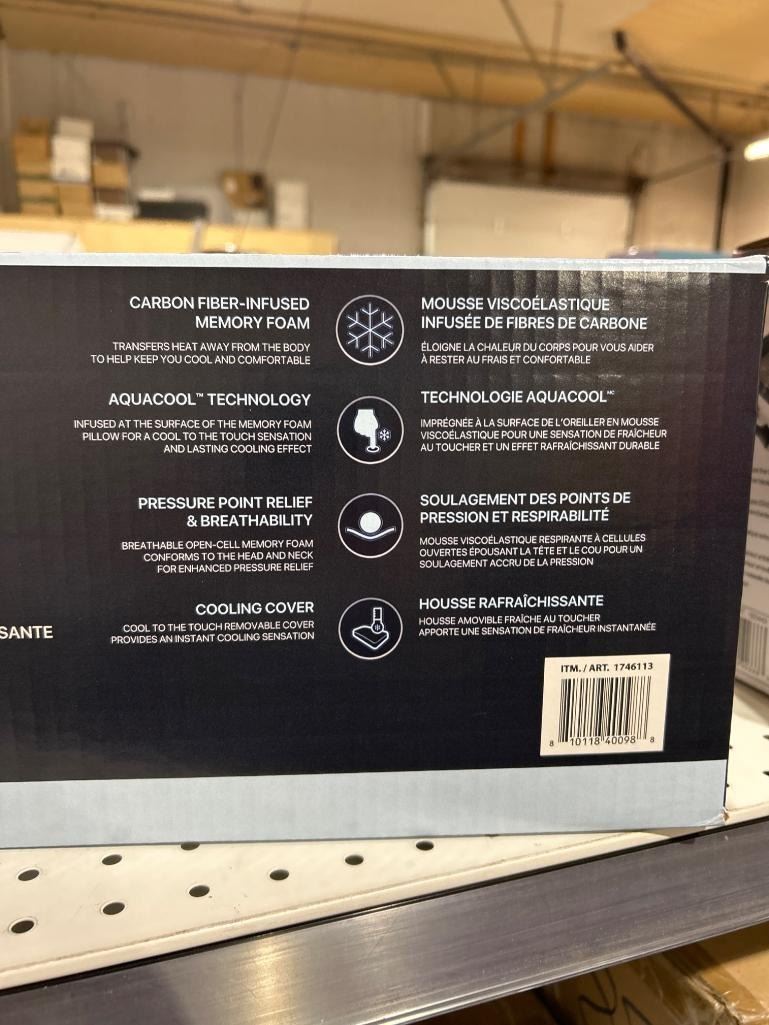 CARBON FIBER-INFUSED
MEMORY FOAM
TRANSFERS HEAT AWAY FROM THE BODY
TO HELP KEEP YOU COOL AND COMFORTABLE
MOUSSE VISCOÉLASTIQUE
INFUSÉE DE FIBRES DE CARBONE
ÉLOIGNE LA CHALEUR DU CORPS POUR VOUS AIDER
À RESTER AU FRAIS ET CONFORTABLE
AQUACOOL™ TECHNOLOGY
INFUSED AT THE SURFACE OF THE MEMORY FOAM
PILLOW FOR A COOL TO THE TOUCH SENSATION
AND LASTING COOLING EFFECT
TECHNOLOGIE AQUACOOL MC
IMPRÉGNÉE À LA SURFACE DE L'OREILLER EN MOUSSE
VISCOÉLASTIQUE POUR UNE SENSATION DE FRAÎCHEUR
AU TOUCHER ET UN EFFET RAFRAÎCHISSANT DURABLE
PRESSURE POINT RELIEF
& BREATHABILITY
BREATHABLE OPEN-CELL MEMORY FOAM
CONFORMS TO THE HEAD AND NECK
FOR ENHANCED PRESSURE RELIEF
SOULAGEMENT DES POINTS DE
PRESSION ET RESPIRABILITÉ
MOUSSE VISCOÉLASTIQUE RESPIRANTE À CELLULES
OUVERTES ÉPOUSANT LA TÊTE ET LE COU POUR UN
SOULAGEMENT ACCRU DE LA PRESSION
SANTE
COOLING COVER
COOL TO THE TOUCH REMOVABLE COVER
PROVIDES AN INSTANT COOLING SENSATION
HOUSSE RAFRAÎCHISSANTE
HOUSSE AMOVIBLE FRAÎCHE AU TOUCHER
APPORTE UNE SENSATION DE FRAÎCHEUR INSTANTANÉE
ITM. / ART. 1746113
8 10118 40098 8